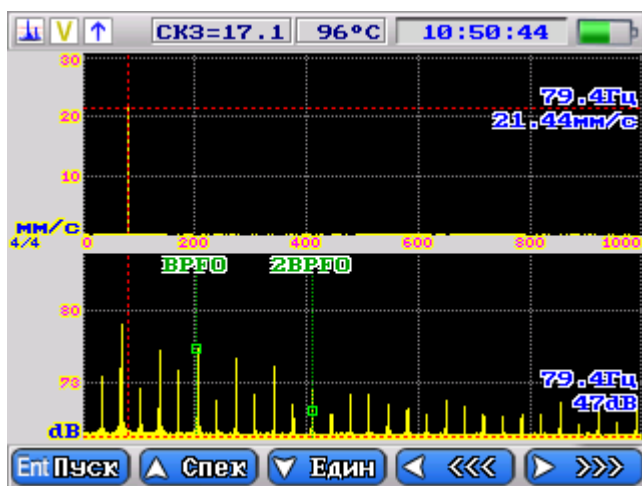 V СКЗ=17.1 96°C 10:50:44
30
79.4Гц
20
21.44мм/с
10
мм/с
4/4 0 200 400 600 800 1000
BPFO 2BPFO
80
73
79.4Гц
47dB
dB
Ent Пуск Спек Един <<< >>>